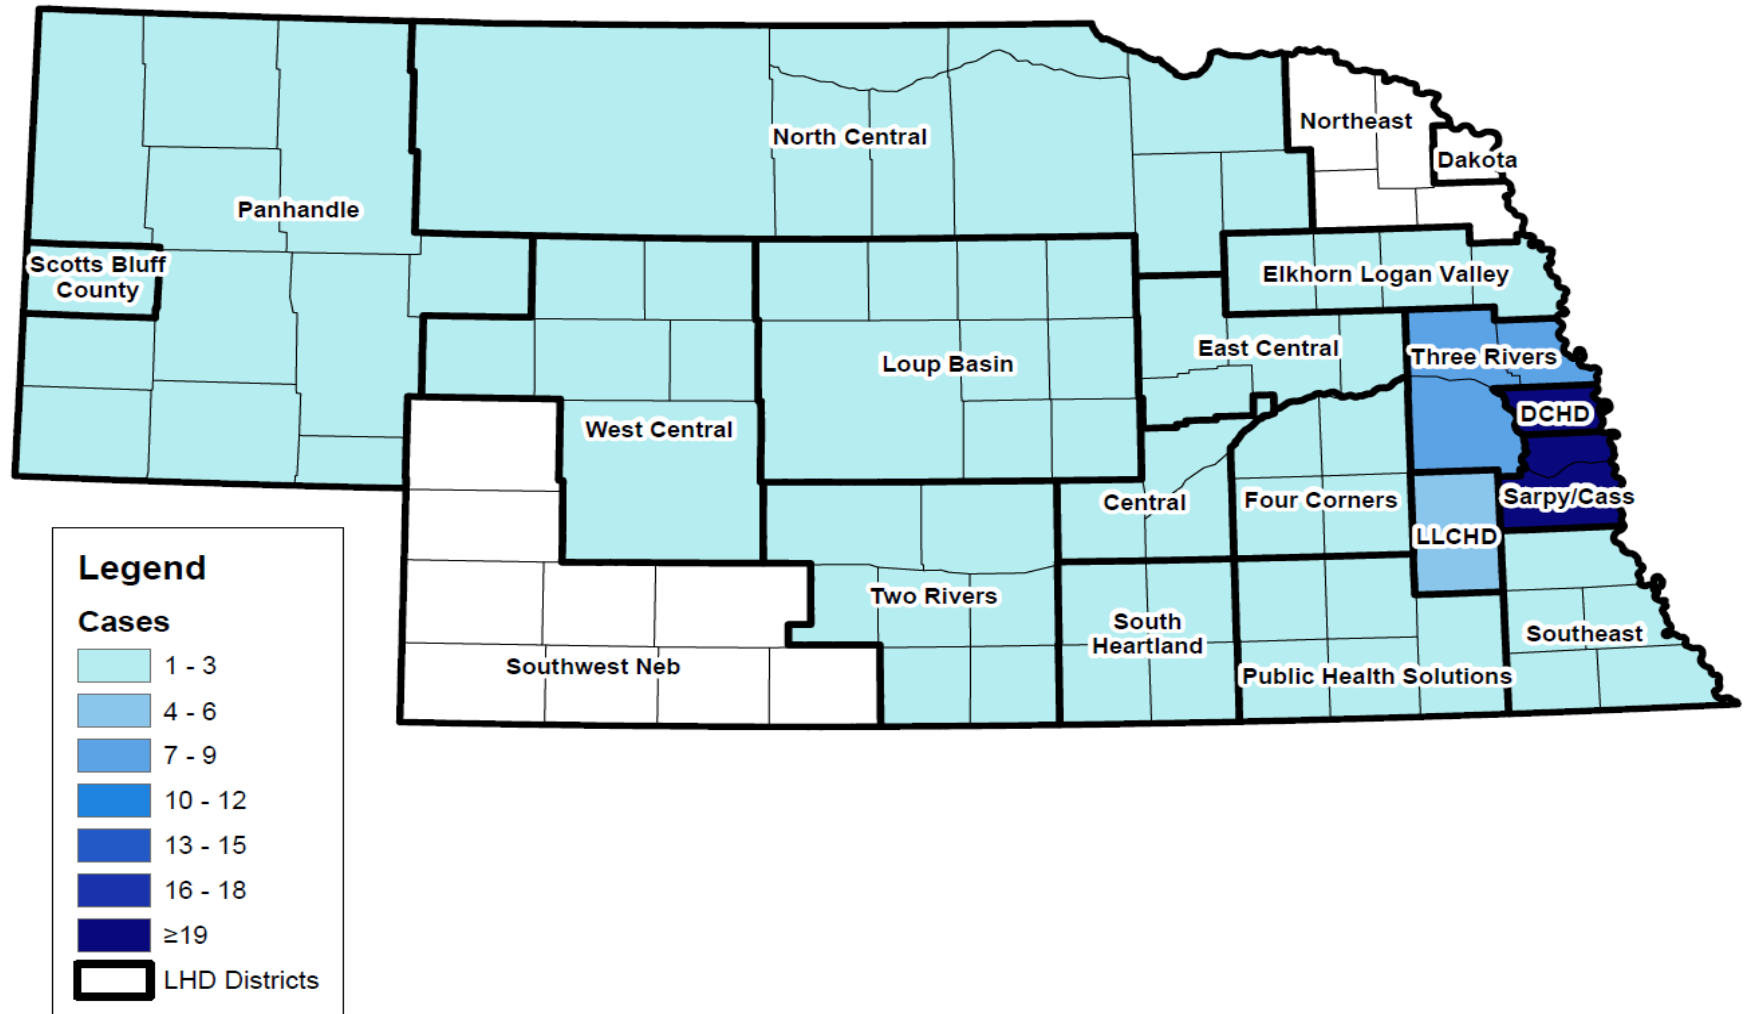 Northeast
North Central
Dakota
Panhandle
Scotts Bluff
County
Elkhorn Logan Valley
East Central
Three Rivers
Loup Basin
DCHD
West Central
Sarpy/Cass
Central
Four Corners
LLCHD
Two Rivers
South
Heartland
Southeast
Southwest Neb
Public Health Solutions
Legend
Cases
1 - 3
4 - 6
7 - 9
10 - 12
13 - 15
16 - 18
≥19
LHD Districts